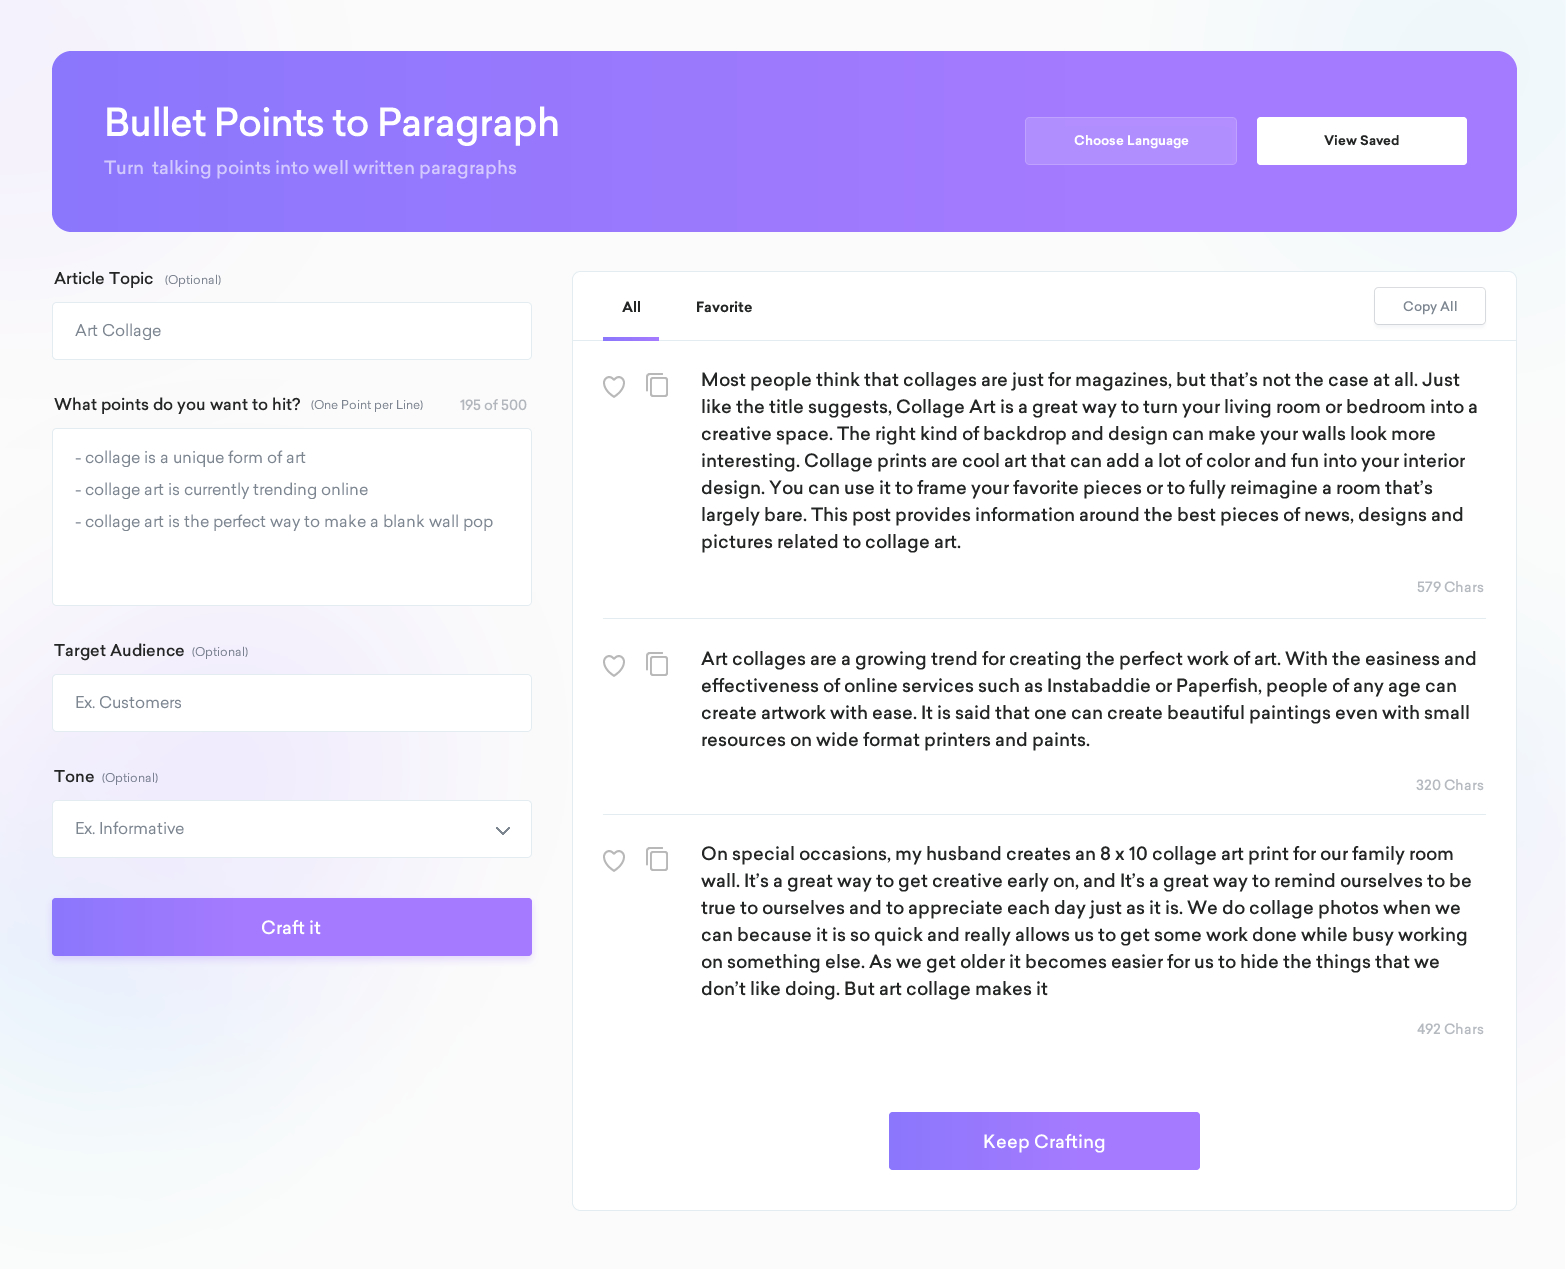 Bullet Points to Paragraph
Turn talking points into well written paragraphs
Choose Language
View Saved
Article Topic (Optional)
Art Collage
What points do you want to hit? (One Point per Line) 195 of 500
- collage is a unique form of art
- collage art is currently trending online
- collage art is the perfect way to make a blank wall pop
Target Audience (Optional)
Ex. Customers
Tone (Optional)
Ex. Informative
Craft it
All
Favorite
Copy All
Most people think that collages are just for magazines, but that’s not the case at all. Just
like the title suggests, Collage Art is a great way to turn your living room or bedroom into a
creative space. The right kind of backdrop and design can make your walls look more
interesting. Collage prints are cool art that can add a lot of color and fun into your interior
design. You can use it to frame your favorite pieces or to fully reimagine a room that’s
largely bare. This post provides information around the best pieces of news, designs and
pictures related to collage art.
579 Chars
Art collages are a growing trend for creating the perfect work of art. With the easiness and
effectiveness of online services such as Instabaddie or Paperfish, people of any age can
create artwork with ease. It is said that one can create beautiful paintings even with small
resources on wide format printers and paints.
320 Chars
On special occasions, my husband creates an 8 x 10 collage art print for our family room
wall. It’s a great way to get creative early on, and It’s a great way to remind ourselves to be
true to ourselves and to appreciate each day just as it is. We do collage photos when we
can because it is so quick and really allows us to get some work done while busy working
on something else. As we get older it becomes easier for us to hide the things that we
don’t like doing. But art collage makes it
492 Chars
Keep Crafting